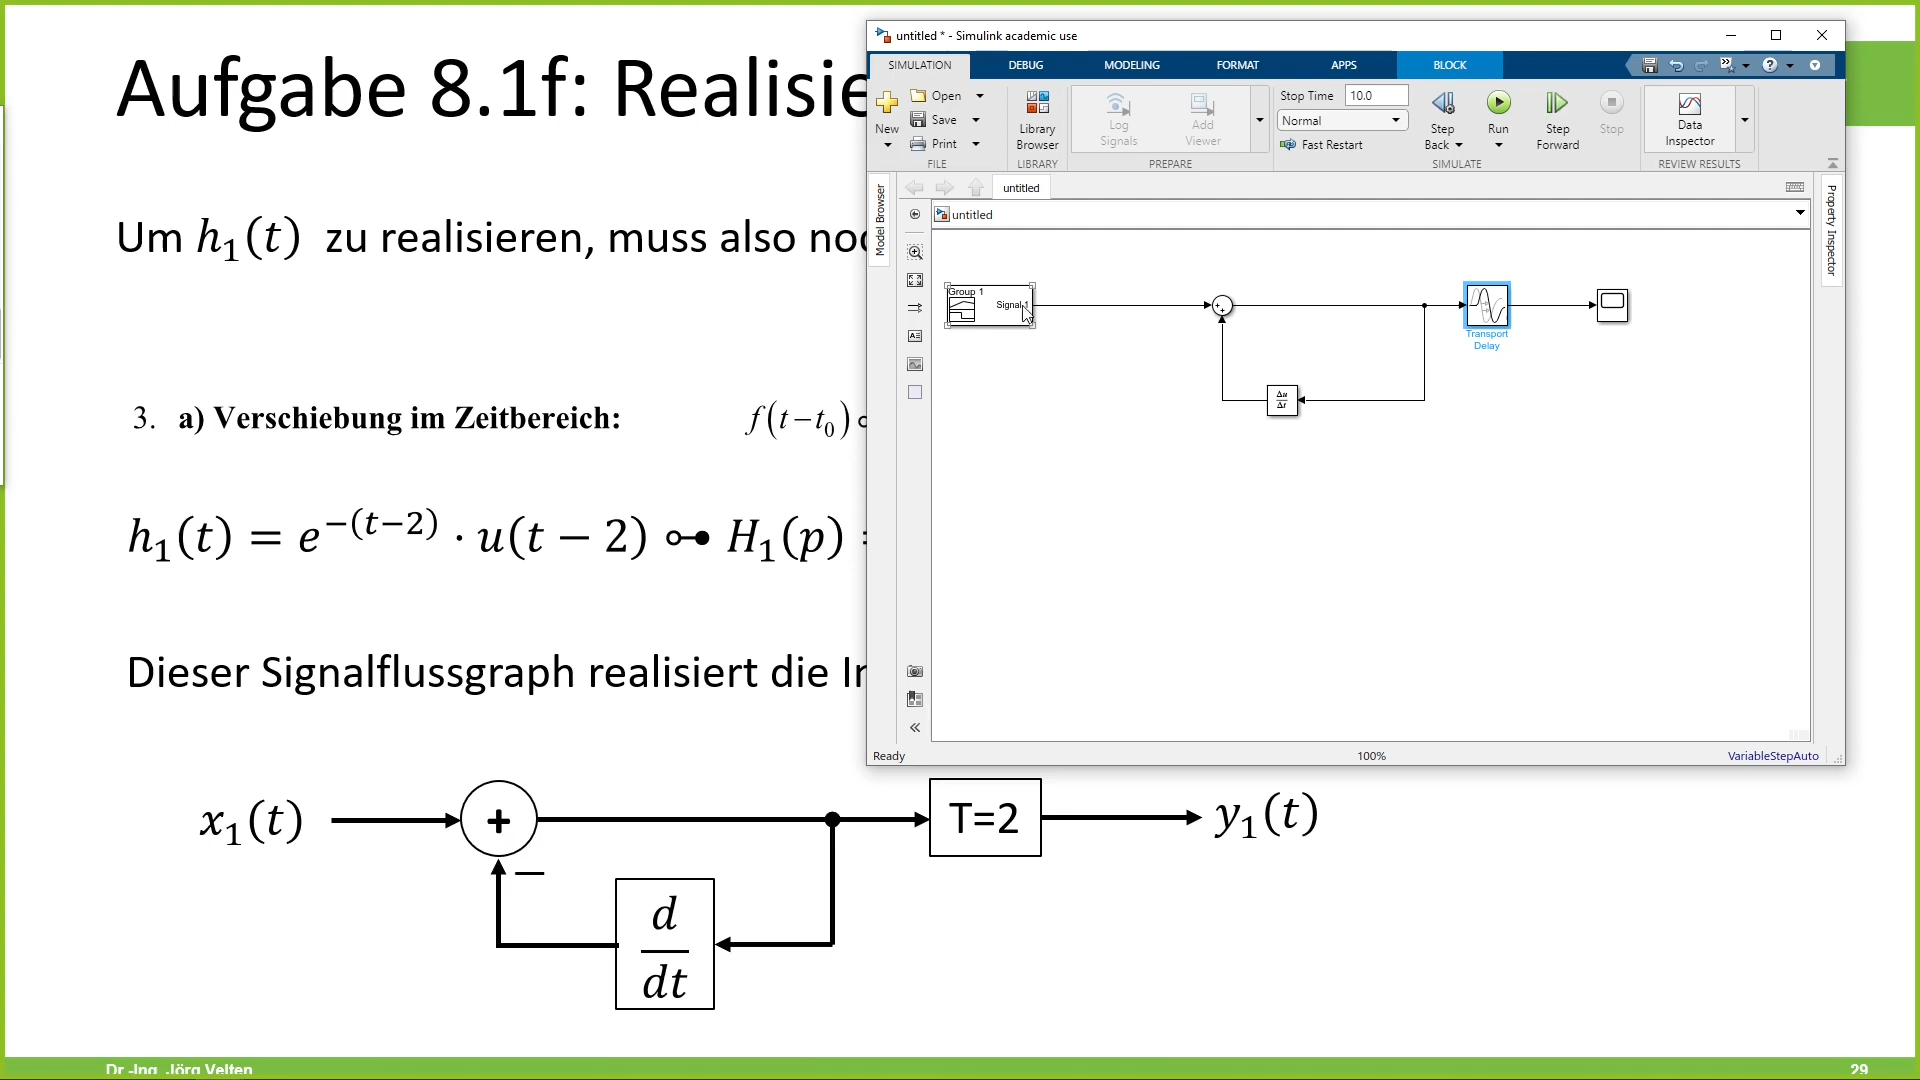 Aufgabe 8.1f: Realisie
Um h₁(t) zu realisieren, muss also noc
3. a) Verschiebung im Zeitbereich: f(t−t₀)
h₁(t) = e^−(t−2) · u(t − 2) ⊶ H₁(p) =
Dieser Signalflussgraph realisiert die In
x₁(t)
+
−
d
dt
T=2
y₁(t)
Dr.-Ing. Jörg Velten
29
untitled * - Simulink academic use
SIMULATION DEBUG MODELING FORMAT APPS BLOCK
New
Open
Save
Print
FILE
Library
Browser
LIBRARY
Log
Signals
Add
Viewer
PREPARE
Stop Time 10.0
Normal
Fast Restart
Step
Back
Run
Step
Forward
Stop
SIMULATE
Data
Inspector
REVIEW RESULTS
Model Browser
untitled
untitled
Property Inspector
Group 1
Signal 1
Δu
Δt
Transport
Delay
Ready
100%
VariableStepAuto